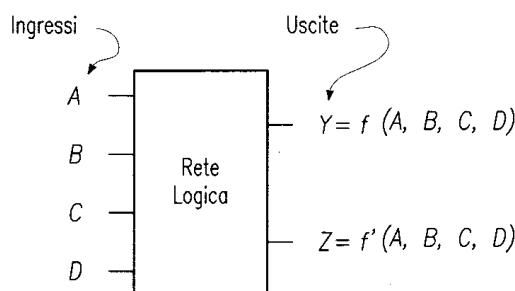 Ingressi
Uscite
A
B
C
D
Rete
Logica
Y = f (A, B, C, D)
Z = f' (A, B, C, D)